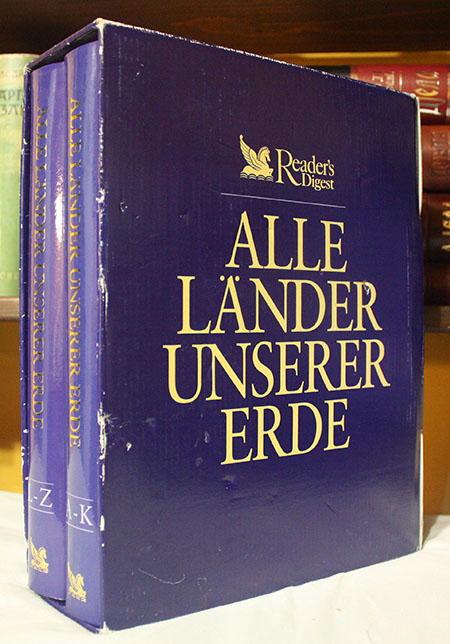 Reader's
Digest
ALLE
LÄNDER
UNSERER
ERDE
ALLE LÄNDER UNSERER ERDE
L-Z
ALLE LÄNDER UNSERER ERDE
A-K